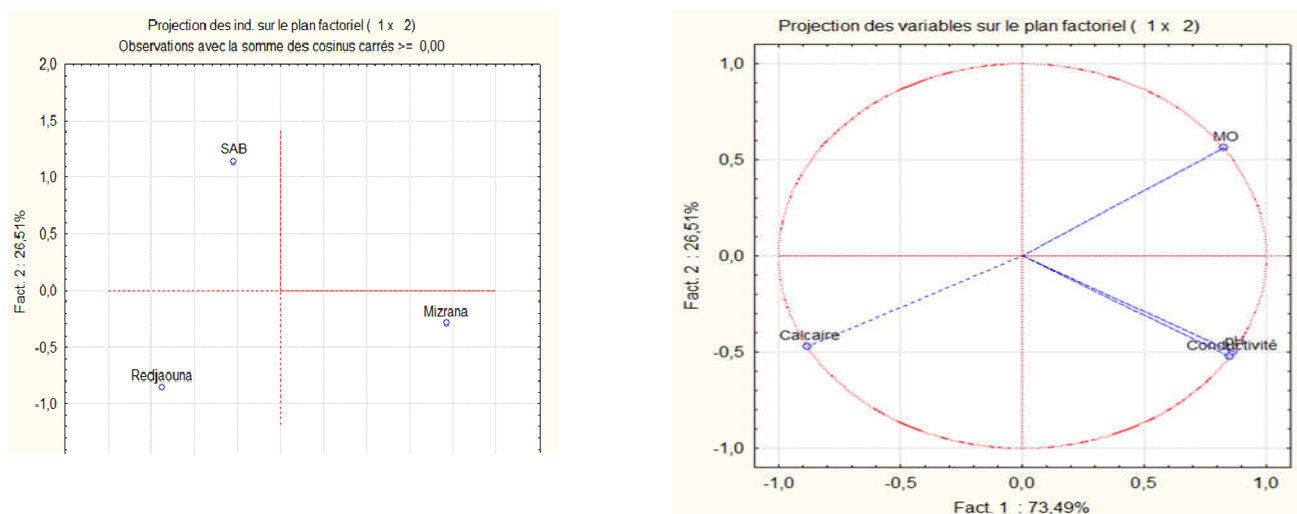 Projection des ind. sur le plan factoriel ( 1 x 2)
Observations avec la somme des cosinus carrés >= 0,00
2,0
1,5
1,0
0,5
0,0
-0,5
-1,0
Fact. 2 : 26,51%
SAB
Mizrana
Redjaouna
Projection des variables sur le plan factoriel ( 1 x 2)
1,0
0,5
0,0
-0,5
-1,0
Fact. 2 : 26,51%
MO
Calcaire
pH
Conductivité
-1,0 -0,5 0,0 0,5 1,0
Fact. 1 : 73,49%